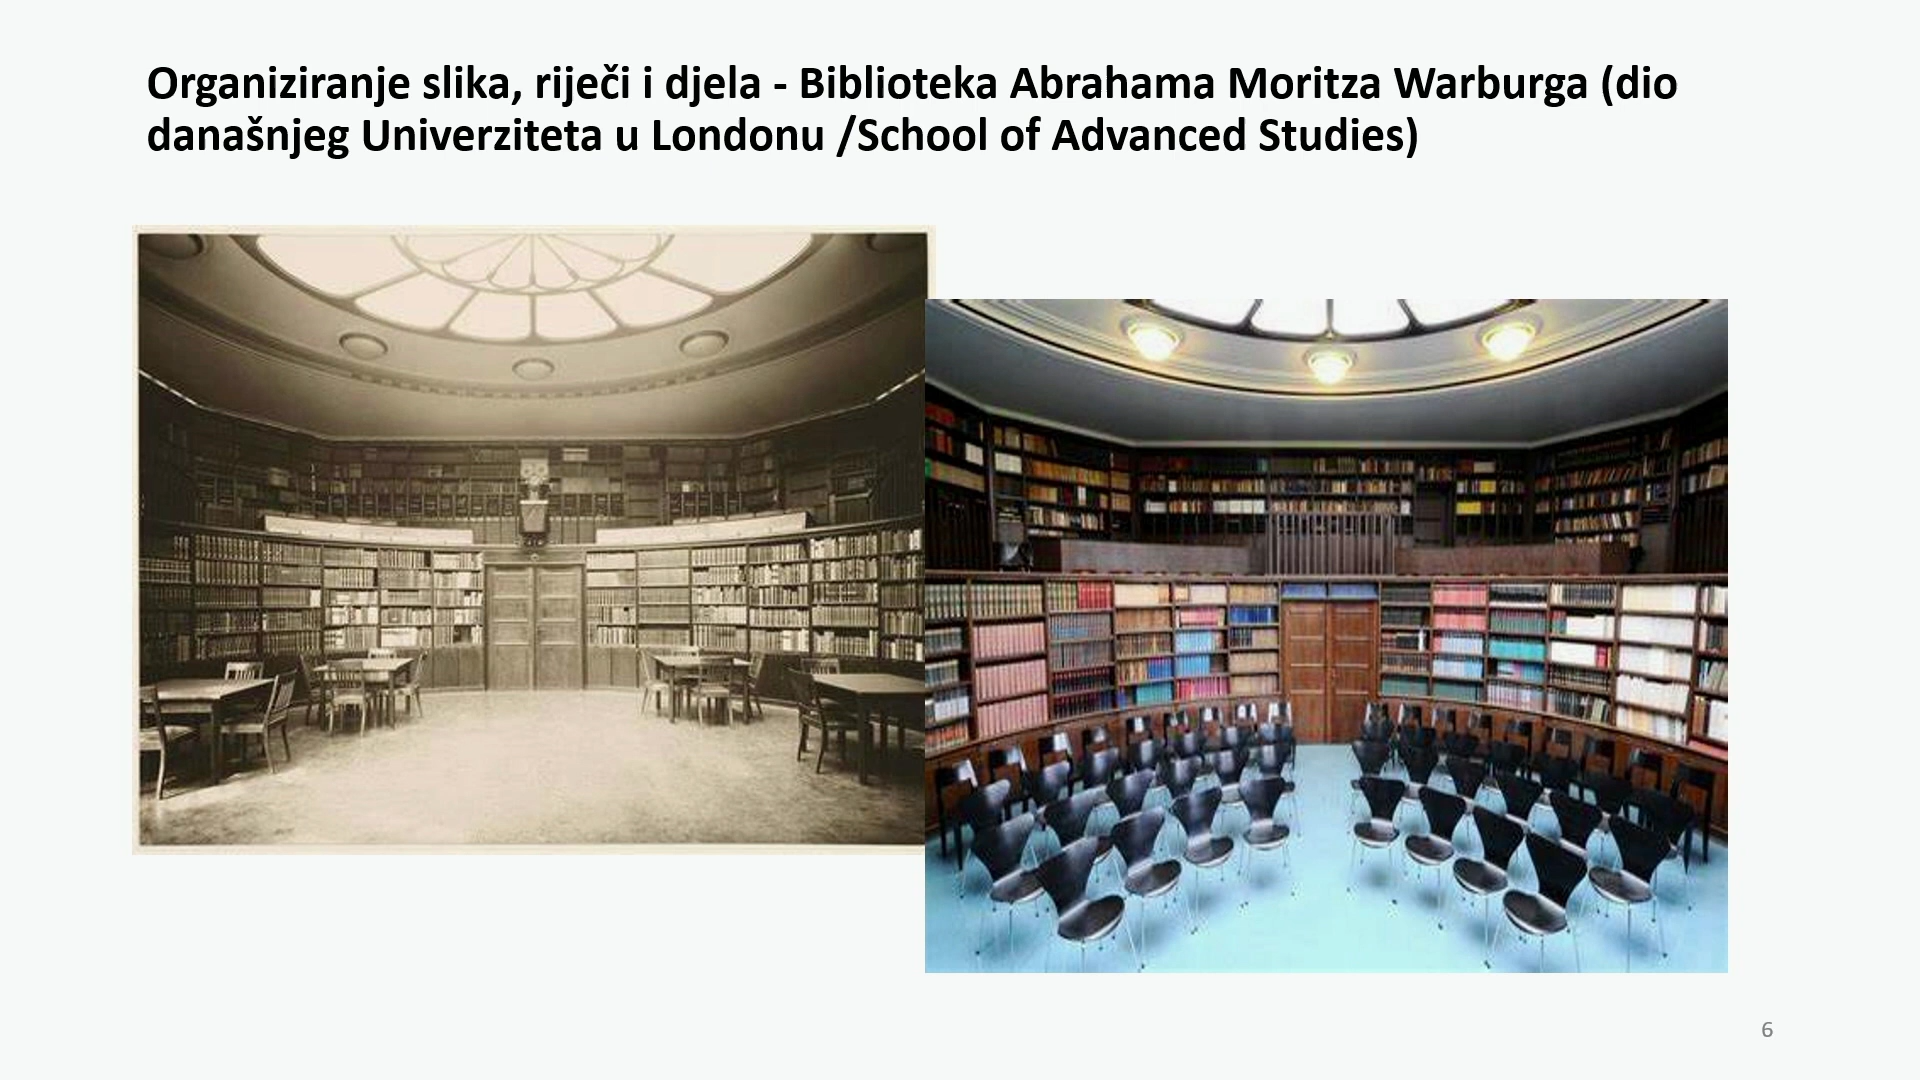 Organiziranje slika, riječi i djela - Biblioteka Abrahama Moritza Warburga (dio
današnjeg Univerziteta u Londonu /School of Advanced Studies)
6